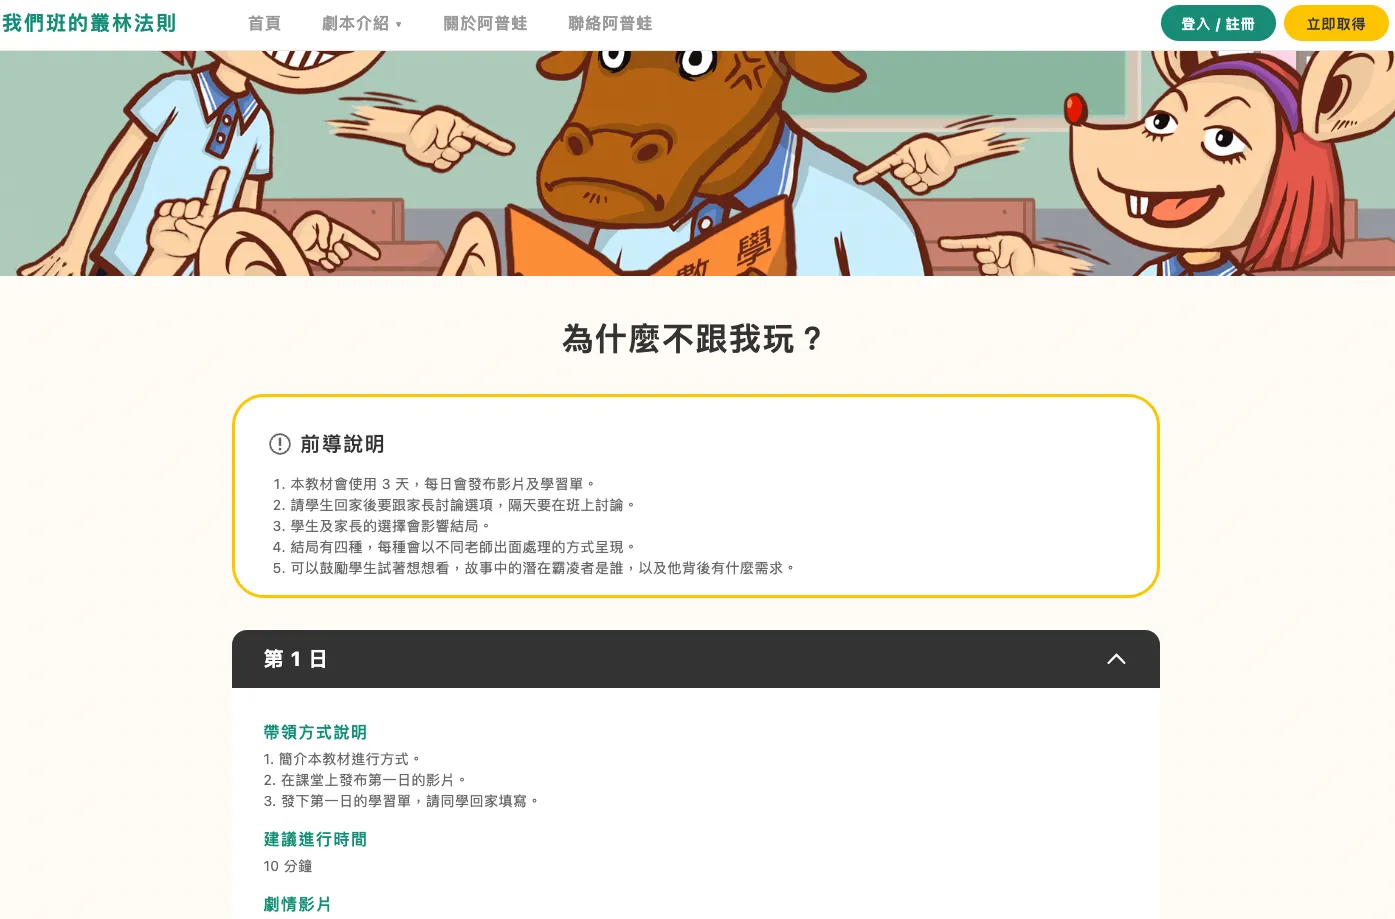 我們班的叢林法則
首頁
劇本介紹 ▾
關於阿普蛙
聯絡阿普蛙
登入 / 註冊
立即取得
數學
為什麼不跟我玩？
前導說明
1. 本教材會使用 3 天，每日會發布影片及學習單。
2. 請學生回家後要跟家長討論選項，隔天要在班上討論。
3. 學生及家長的選擇會影響結局。
4. 結局有四種，每種會以不同老師出面處理的方式呈現。
5. 可以鼓勵學生試著想想看，故事中的潛在霸凌者是誰，以及他背後有什麼需求。
第 1 日
帶領方式說明
1. 簡介本教材進行方式。
2. 在課堂上發布第一日的影片。
3. 發下第一日的學習單，請同學回家填寫。
建議進行時間
10 分鐘
劇情影片